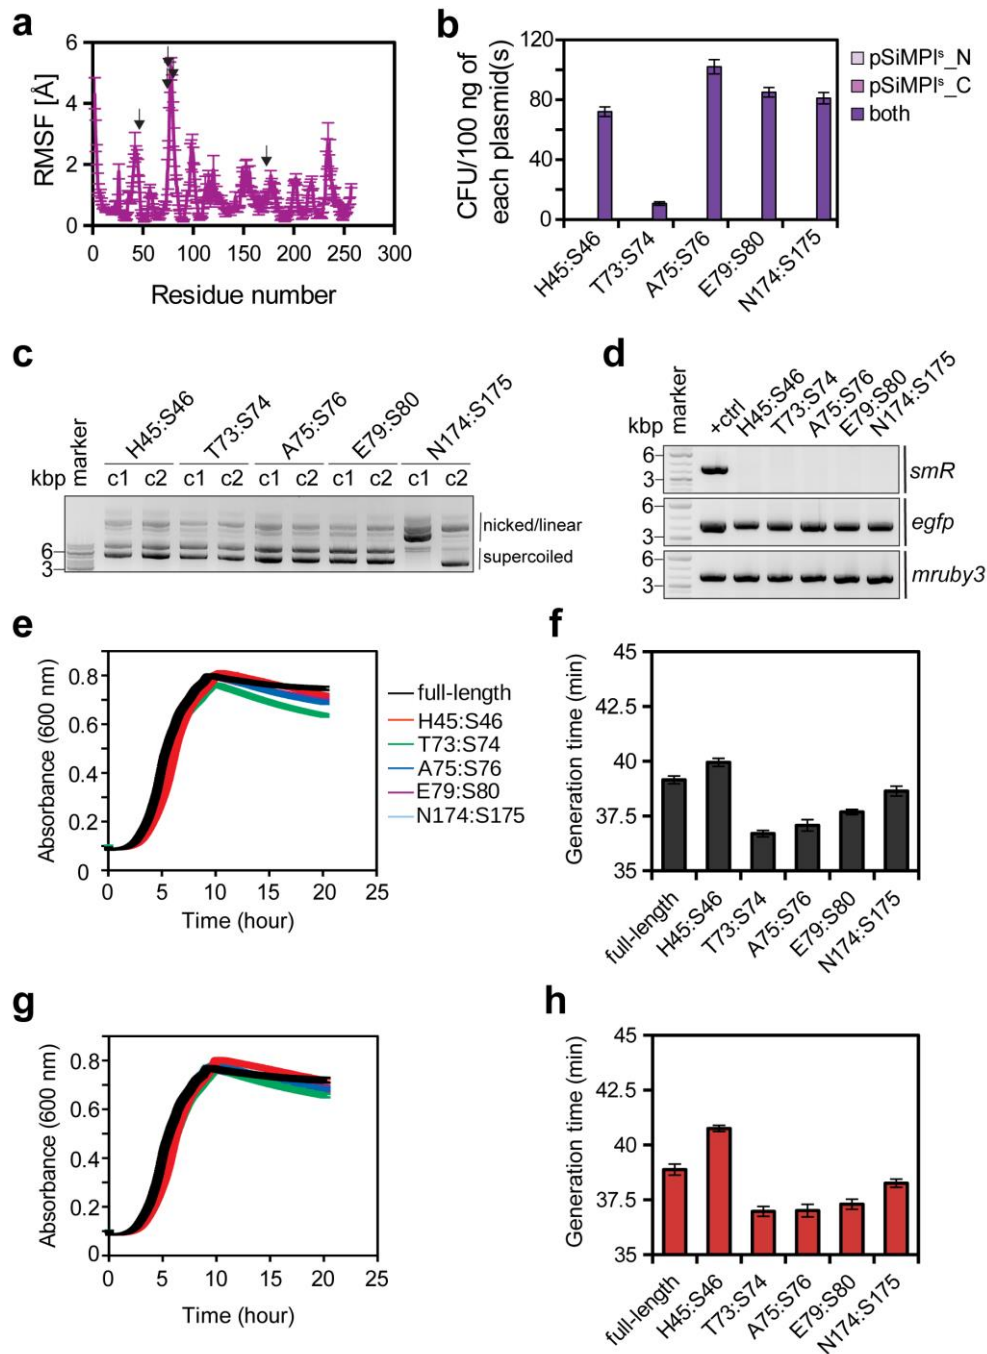 a
6
4
2
0
RMSF [Å]
0 50 100 150 200 250 300
Residue number
b
120
80
40
0
CFU/100 ng of
each plasmid(s)
H45:S46
T73:S74
A75:S76
E79:S80
N174:S175
pSiMPlˢ_N
pSiMPlˢ_C
both
c
kbp
marker
H45:S46
T73:S74
A75:S76
E79:S80
N174:S175
c1 c2 c1 c2 c1 c2 c1 c2 c1 c2
6
3
nicked/linear
supercoiled
d
kbp
marker
+ctrl
H45:S46
T73:S74
A75:S76
E79:S80
N174:S175
6
3
smR
6
3
egfp
6
3
mruby3
e
0.8
0.6
0.4
0.2
0
Absorbance (600 nm)
0 5 10 15 20 25
Time (hour)
full-length
H45:S46
T73:S74
A75:S76
E79:S80
N174:S175
f
45
42.5
40
37.5
35
Generation time (min)
full-length
H45:S46
T73:S74
A75:S76
E79:S80
N174:S175
g
0.8
0.6
0.4
0.2
0
Absorbance (600 nm)
0 5 10 15 20 25
Time (hour)
h
45
42.5
40
37.5
35
Generation time (min)
full-length
H45:S46
T73:S74
A75:S76
E79:S80
N174:S175